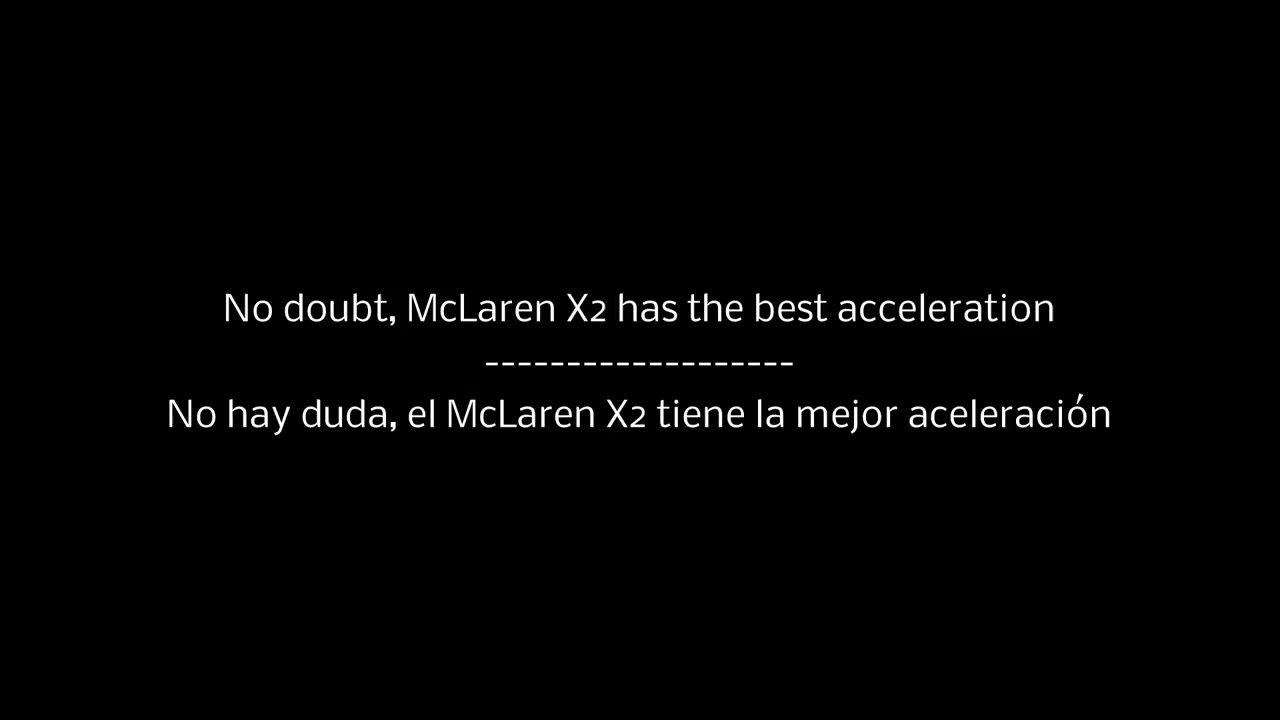 No doubt, McLaren X2 has the best acceleration
-------------------
No hay duda, el McLaren X2 tiene la mejor aceleración